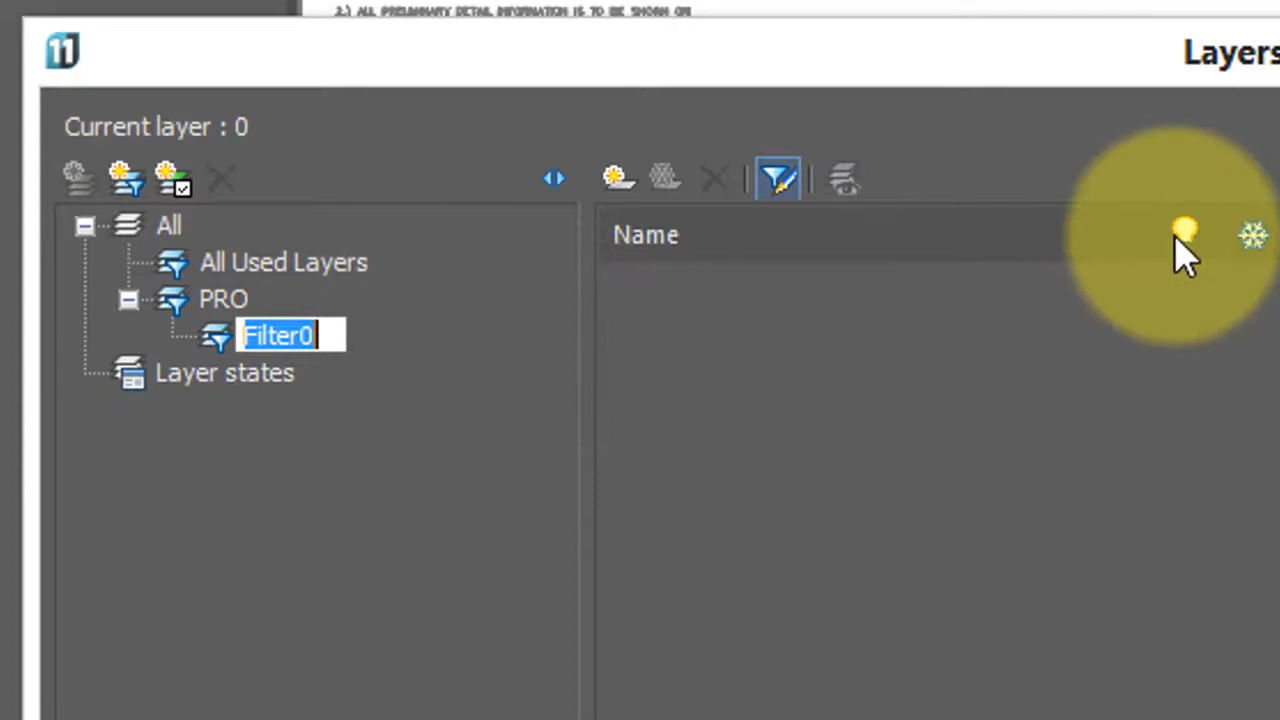 2.) ALL PRELIMINARY DETAIL INFORMATION IS TO BE SHOWN ON
11
Layers
Current layer : 0
All
Name
All Used Layers
PRO
Filter0
Layer states